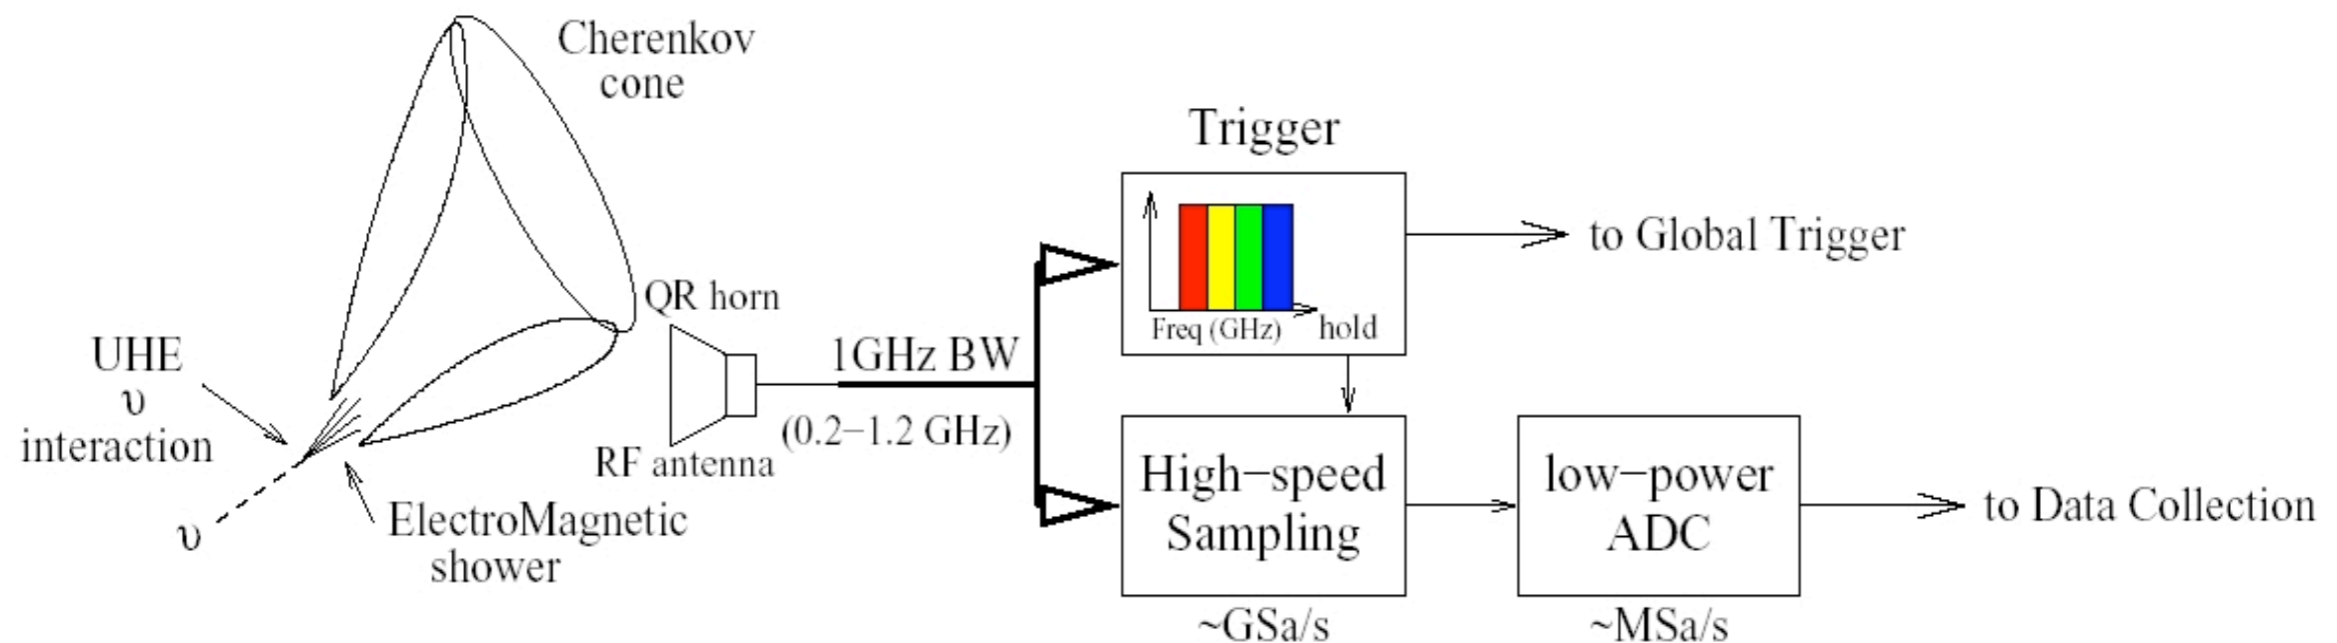 Cherenkov
cone
UHE
υ
interaction
υ
ElectroMagnetic
shower
QR horn
RF antenna
1GHz BW
(0.2−1.2 GHz)
Trigger
Freq (GHz)
hold
to Global Trigger
High−speed
Sampling
~GSa/s
low−power
ADC
~MSa/s
to Data Collection